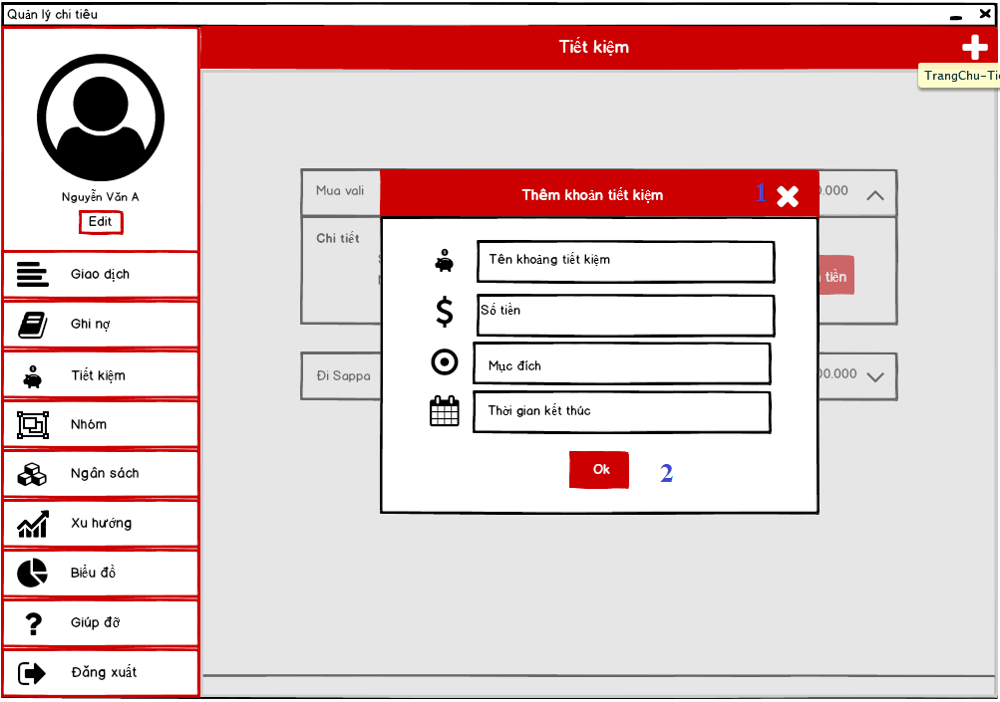 Quản lý chi tiêu
Tiết kiệm
TrangChu-Ti
Nguyễn Văn A
Edit
Giao dịch
Ghi nợ
Tiết kiệm
Nhóm
Ngân sách
Xu hướng
Biểu đồ
Giúp đỡ
Đăng xuất
Mua vali
0.000
Chi tiết
tiền
Đi Sappa
00.000
Thêm khoản tiết kiệm
1
Tên khoảng tiết kiệm
Số tiền
Mục đích
Thời gian kết thúc
Ok
2